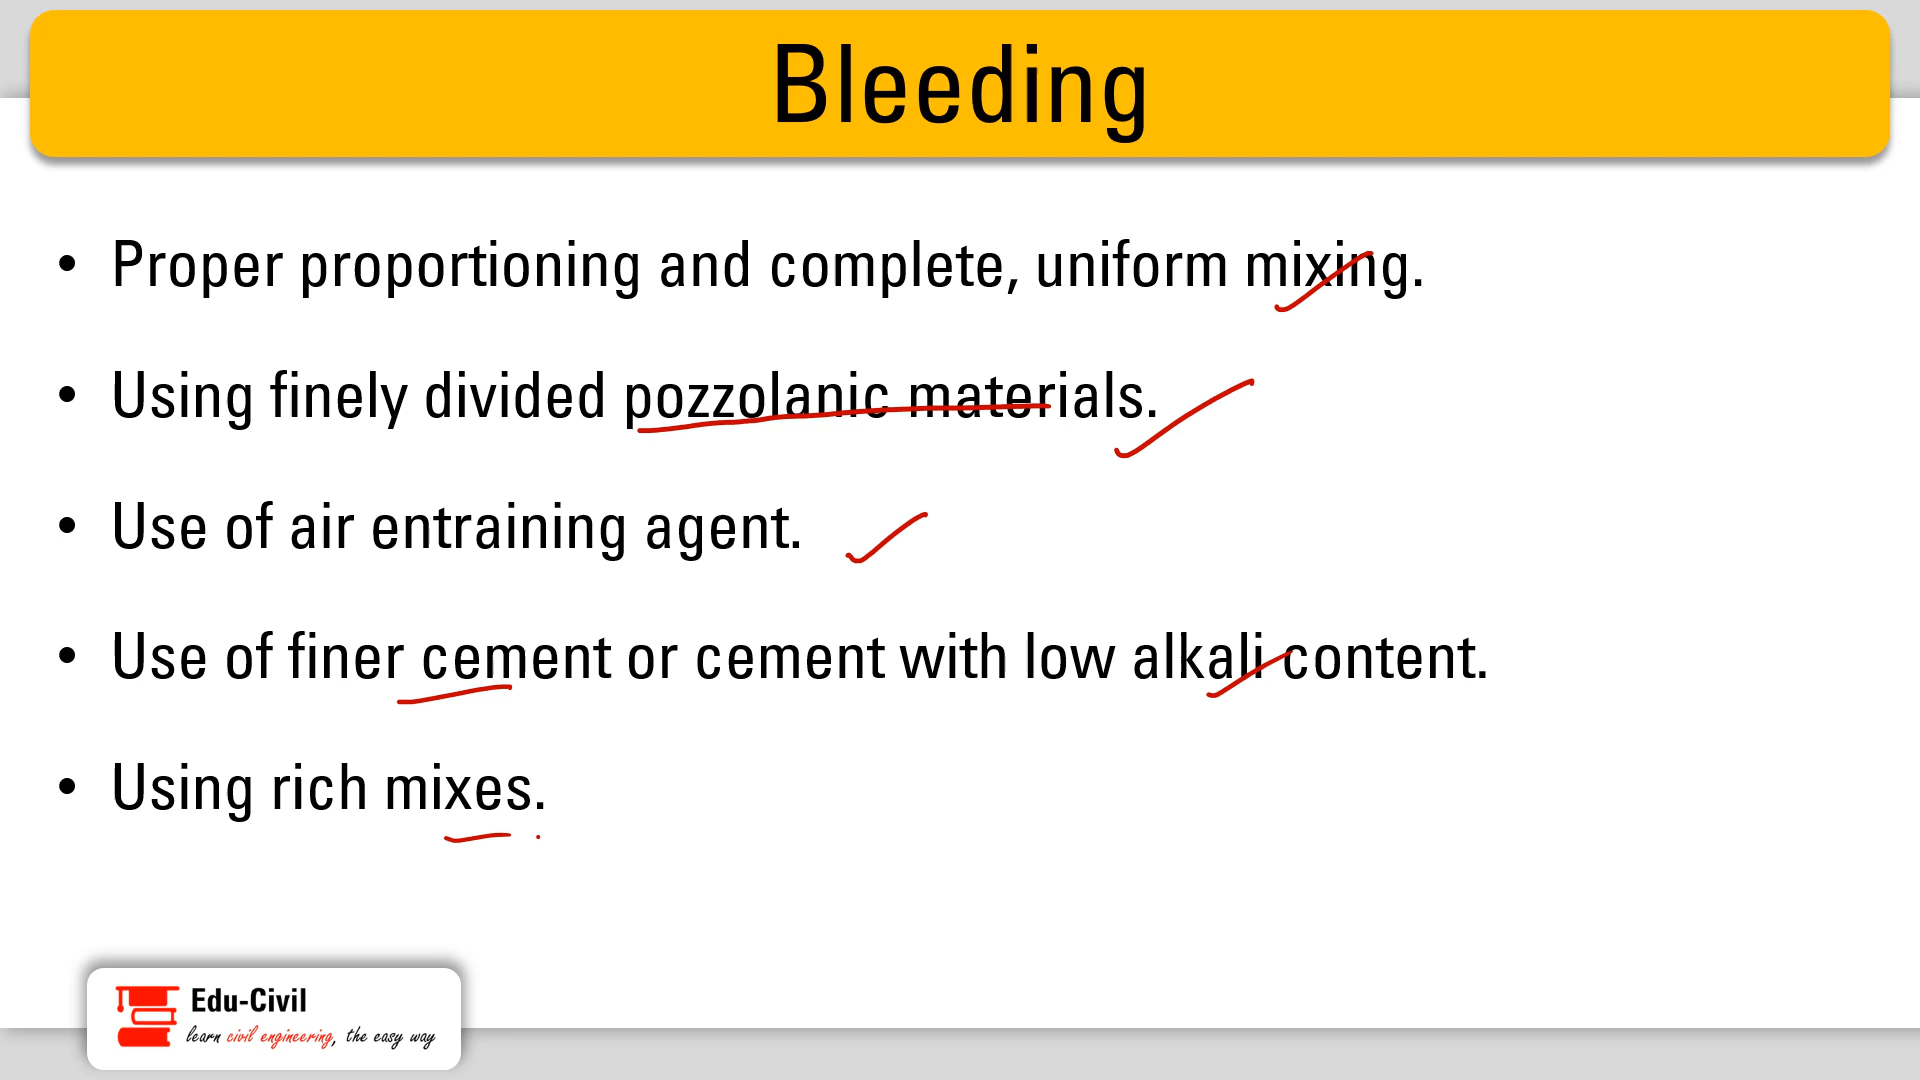 Bleeding
• Proper proportioning and complete, uniform mixing.
• Using finely divided pozzolanic materials.
• Use of air entraining agent.
• Use of finer cement or cement with low alkali content.
• Using rich mixes.
Edu-Civil
learn civil engineering, the easy way